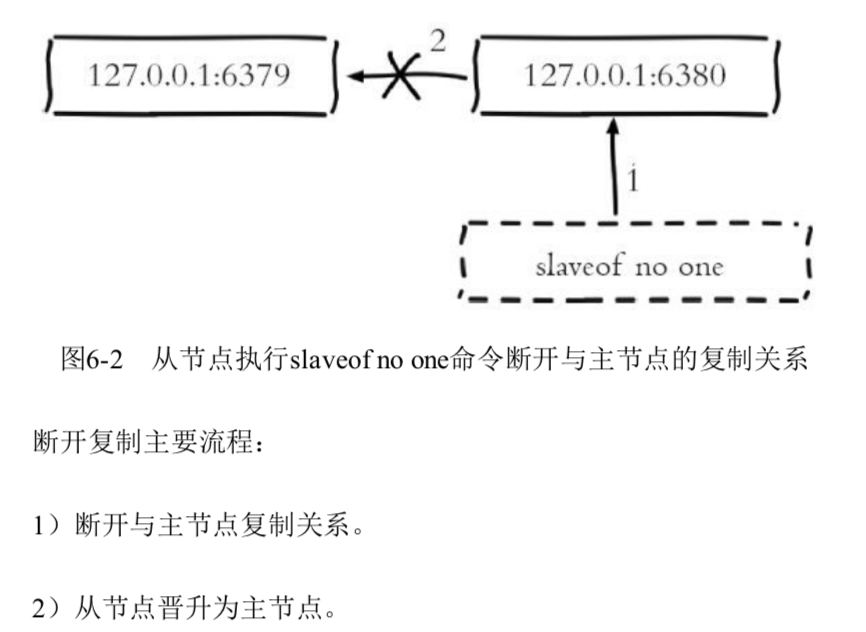 127.0.0.1:6379
2
127.0.0.1:6380
1
slaveof no one
图6-2 从节点执行slaveof no one命令断开与主节点的复制关系
断开复制主要流程：
1）断开与主节点复制关系。
2）从节点晋升为主节点。